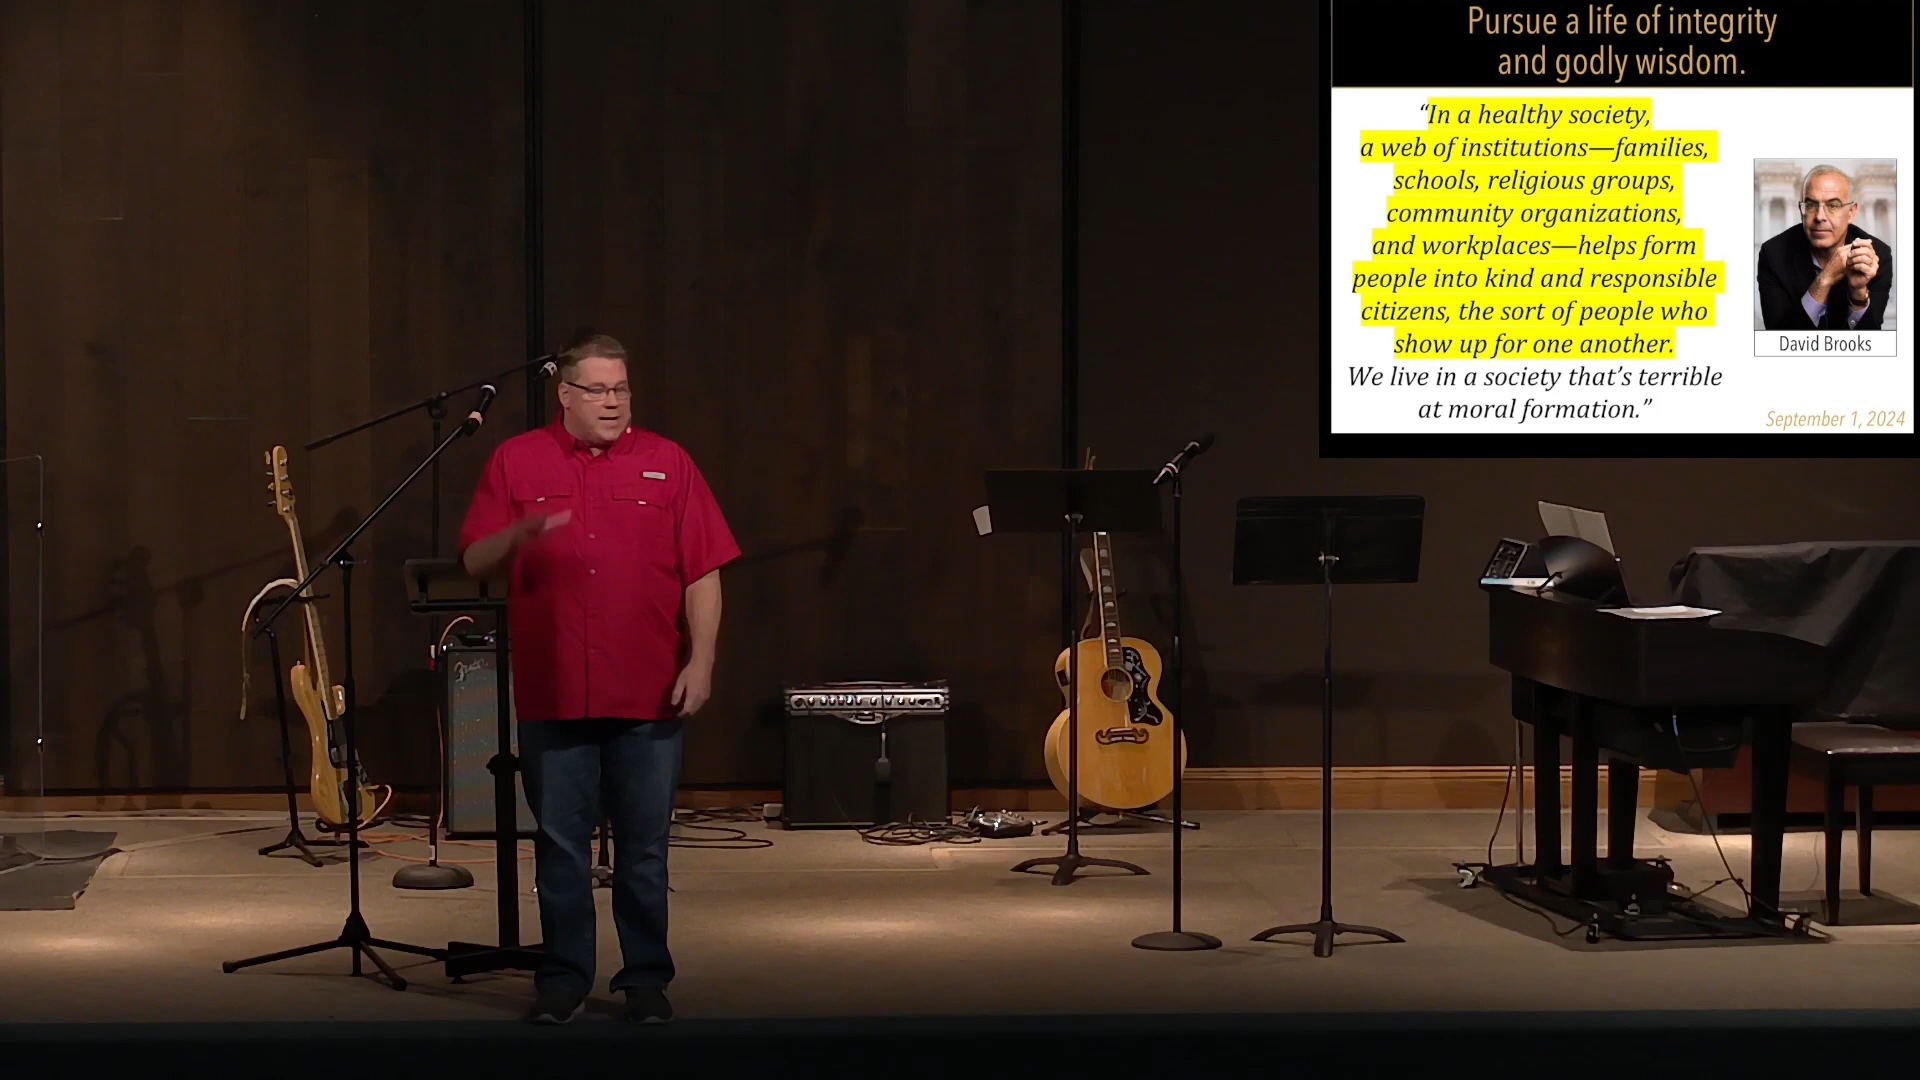 Pursue a life of integrity
and godly wisdom.
“In a healthy society,
a web of institutions—families,
schools, religious groups,
community organizations,
and workplaces—helps form
people into kind and responsible
citizens, the sort of people who
show up for one another.
We live in a society that’s terrible
at moral formation.”
David Brooks
September 1, 2024
Fender